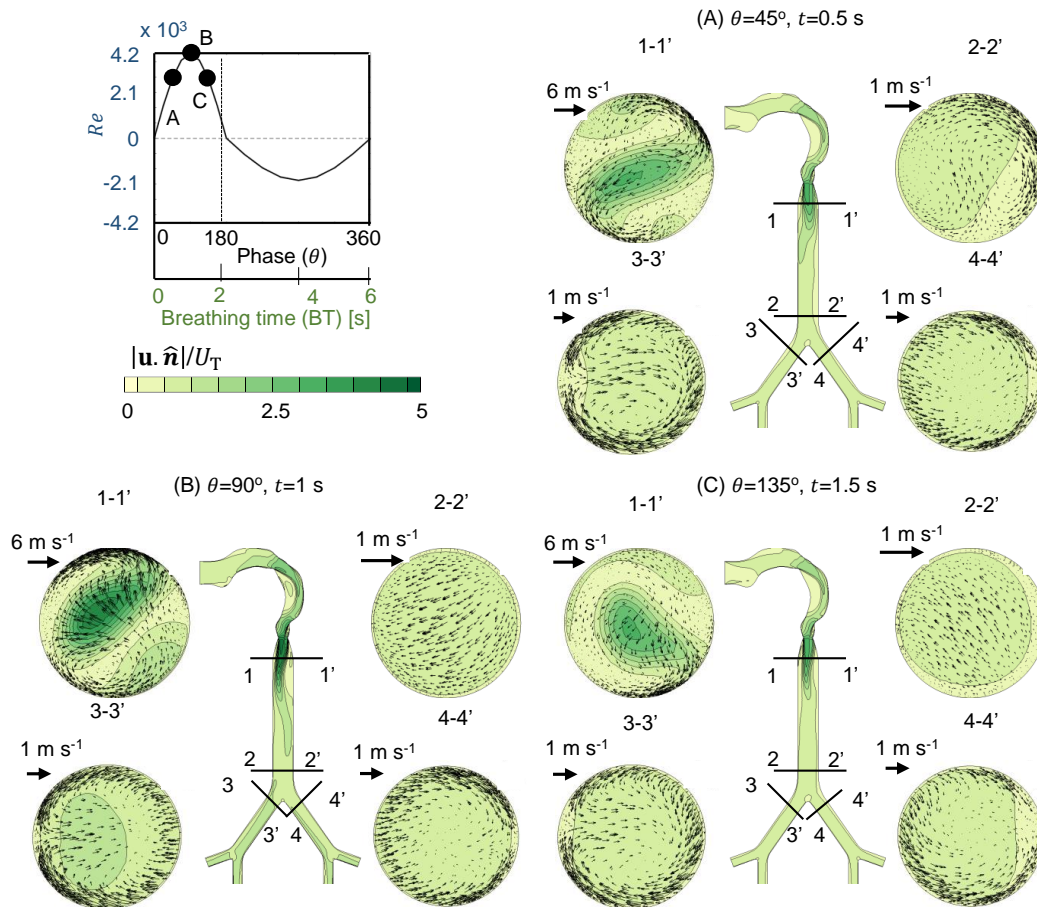 x 10³
4.2
2.1
0
-2.1
-4.2
Re
A
B
C
0
180
360
Phase (θ)
0
2
4
6
Breathing time (BT) [s]
|u. n̂|/U_T
0
2.5
5
(A) θ=45º, t=0.5 s
1-1’
2-2’
6 m s⁻¹
1 m s⁻¹
1
1’
3-3’
4-4’
1 m s⁻¹
1 m s⁻¹
2
2’
3
4’
3’
4
(B) θ=90º, t=1 s
1-1’
2-2’
6 m s⁻¹
1 m s⁻¹
1
1’
3-3’
4-4’
1 m s⁻¹
1 m s⁻¹
2
2’
3
4’
3’
4
(C) θ=135º, t=1.5 s
1-1’
2-2’
6 m s⁻¹
1 m s⁻¹
1
1’
3-3’
4-4’
1 m s⁻¹
1 m s⁻¹
2
2’
3
4’
3’
4